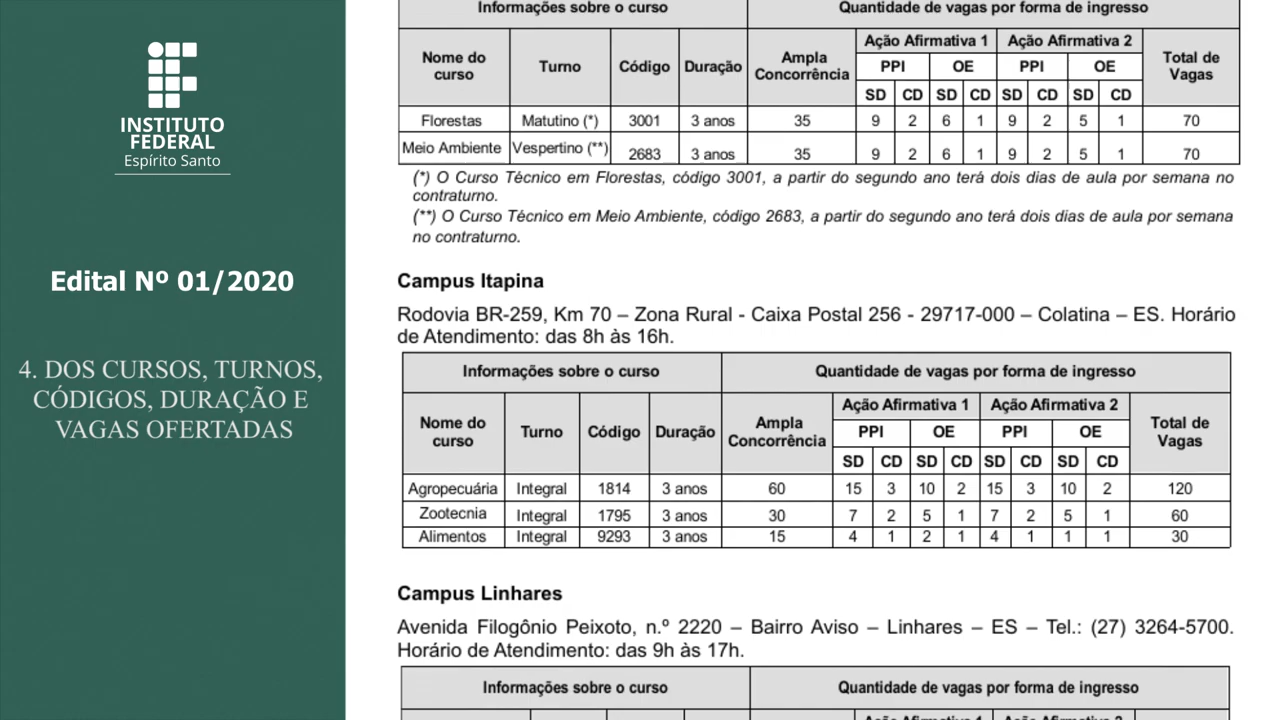 INSTITUTO
FEDERAL
Espírito Santo
Edital Nº 01/2020
4. DOS CURSOS, TURNOS,
CÓDIGOS, DURAÇÃO E
VAGAS OFERTADAS
Informações sobre o curso Quantidade de vagas por forma de ingresso
Nome do curso Turno Código Duração Ampla Concorrência Ação Afirmativa 1 Ação Afirmativa 2 Total de Vagas
PPI OE PPI OE
SD CD SD CD SD CD SD CD
Florestas Matutino (*) 3001 3 anos 35 9 2 6 1 9 2 5 1 70
Meio Ambiente Vespertino (**) 2683 3 anos 35 9 2 6 1 9 2 5 1 70
(*) O Curso Técnico em Florestas, código 3001, a partir do segundo ano terá dois dias de aula por semana no
contraturno.
(**) O Curso Técnico em Meio Ambiente, código 2683, a partir do segundo ano terá dois dias de aula por semana
no contraturno.
Campus Itapina
Rodovia BR-259, Km 70 – Zona Rural - Caixa Postal 256 - 29717-000 – Colatina – ES. Horário
de Atendimento: das 8h às 16h.
Informações sobre o curso Quantidade de vagas por forma de ingresso
Nome do curso Turno Código Duração Ampla Concorrência Ação Afirmativa 1 Ação Afirmativa 2 Total de Vagas
PPI OE PPI OE
SD CD SD CD SD CD SD CD
Agropecuária Integral 1814 3 anos 60 15 3 10 2 15 3 10 2 120
Zootecnia Integral 1795 3 anos 30 7 2 5 1 7 2 5 1 60
Alimentos Integral 9293 3 anos 15 4 1 2 1 4 1 1 1 30
Campus Linhares
Avenida Filogônio Peixoto, n.º 2220 – Bairro Aviso – Linhares – ES – Tel.: (27) 3264-5700.
Horário de Atendimento: das 9h às 17h.
Informações sobre o curso Quantidade de vagas por forma de ingresso
Ação Afirmativa 1 Ação Afirmativa 2